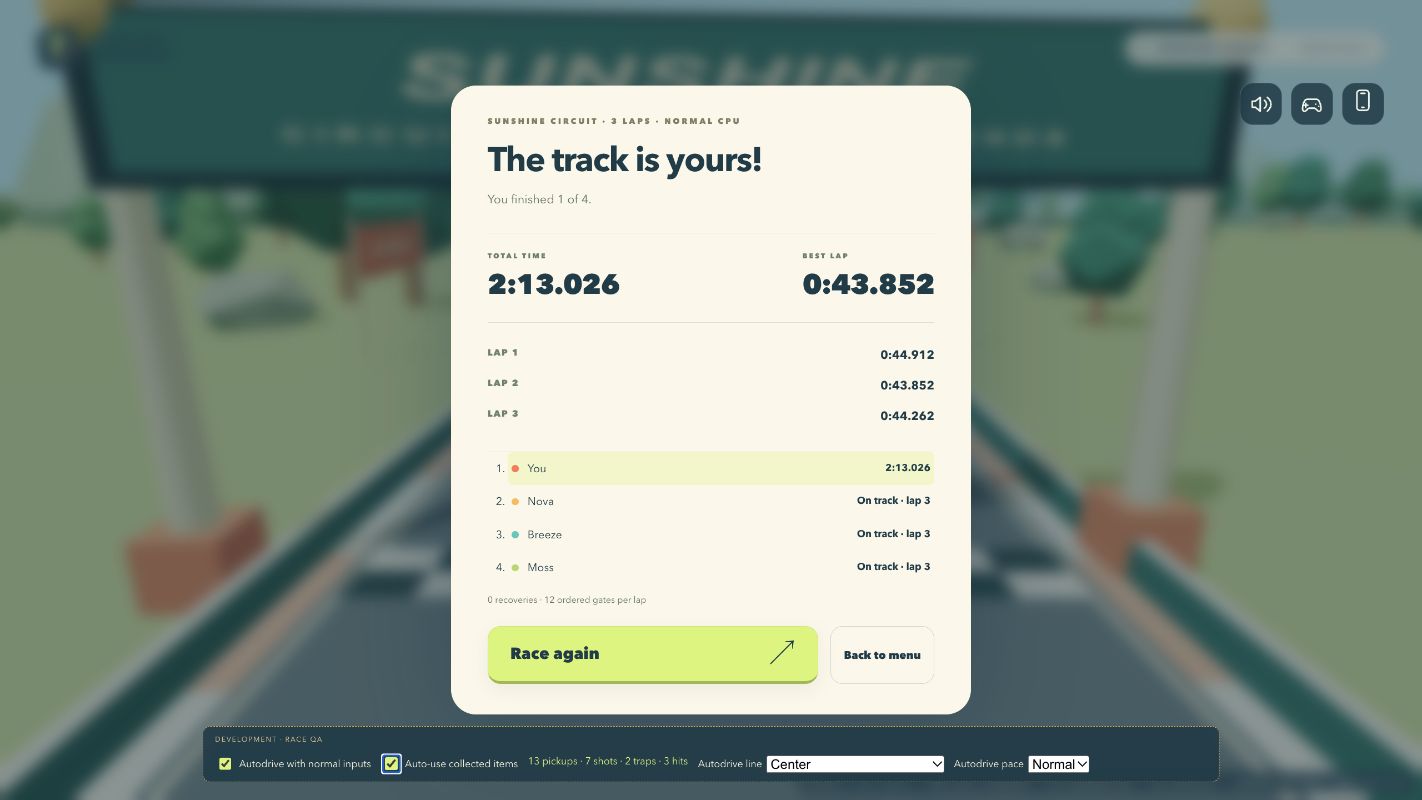 SUNSHINE
SUNSHINE CIRCUIT · 3 LAPS · NORMAL CPU
The track is yours!
You finished 1 of 4.
TOTAL TIME BEST LAP
2:13.026 0:43.852
LAP 1 0:44.912
LAP 2 0:43.852
LAP 3 0:44.262
1. You 2:13.026
2. Nova On track · lap 3
3. Breeze On track · lap 3
4. Moss On track · lap 3
0 recoveries · 12 ordered gates per lap
Race again Back to menu
DEVELOPMENT · RACE QA
Autodrive with normal inputs Auto-use collected items 13 pickups · 7 shots · 2 traps · 3 hits Autodrive line Center Autodrive pace Normal